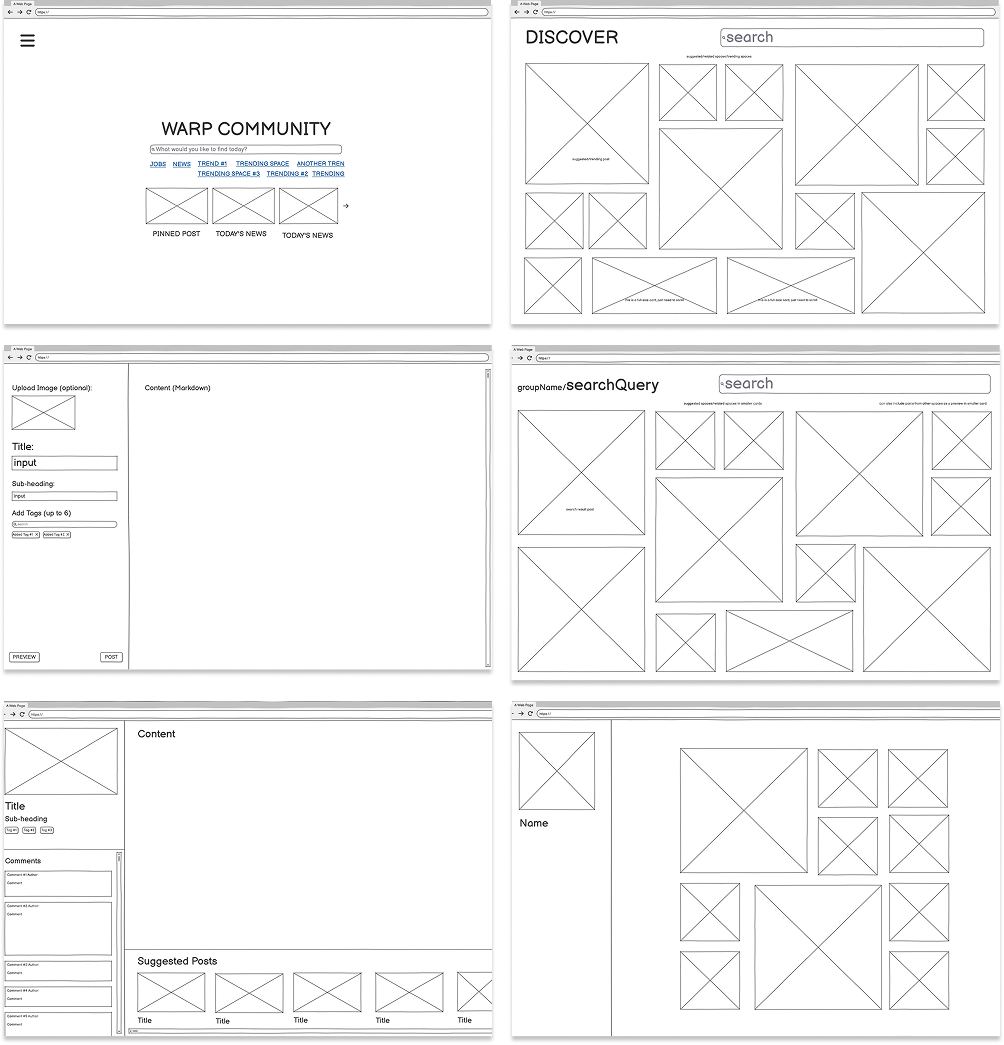 A Web Page
https://
WARP COMMUNITY
What would you like to find today?
JOBS NEWS TREND #1 TRENDING SPACE ANOTHER TREN
TRENDING SPACE #3 TRENDING #2 TRENDING
PINNED POST TODAY'S NEWS TODAY'S NEWS
A Web Page
https://
DISCOVER search
suggested/related spaces/trending spaces
suggested/trending post
this is a full size card, just need to scroll this is a full size card, just need to scroll
A Web Page
https://
Upload Image (optional): Content (Markdown)
Title:
input
Sub-heading:
input
Add Tags (up to 6)
search
Added Tag #1 X Added Tag #2 X
PREVIEW POST
A Web Page
https://
groupName/searchQuery search
suggested spaces/related spaces in smaller cards can also include posts from other spaces as a preview in smaller card
search result post
A Web Page
https://
Content
Title
Sub-heading
Tag #1 Tag #2 Tag #3
Comments
Comment #1 Author
Comment
Comment #2 Author
Comment
Comment #3 Author
Comment
Comment #4 Author
Comment
Comment #5 Author
Comment
Suggested Posts
Title Title Title Title Title
A Web Page
https://
Name